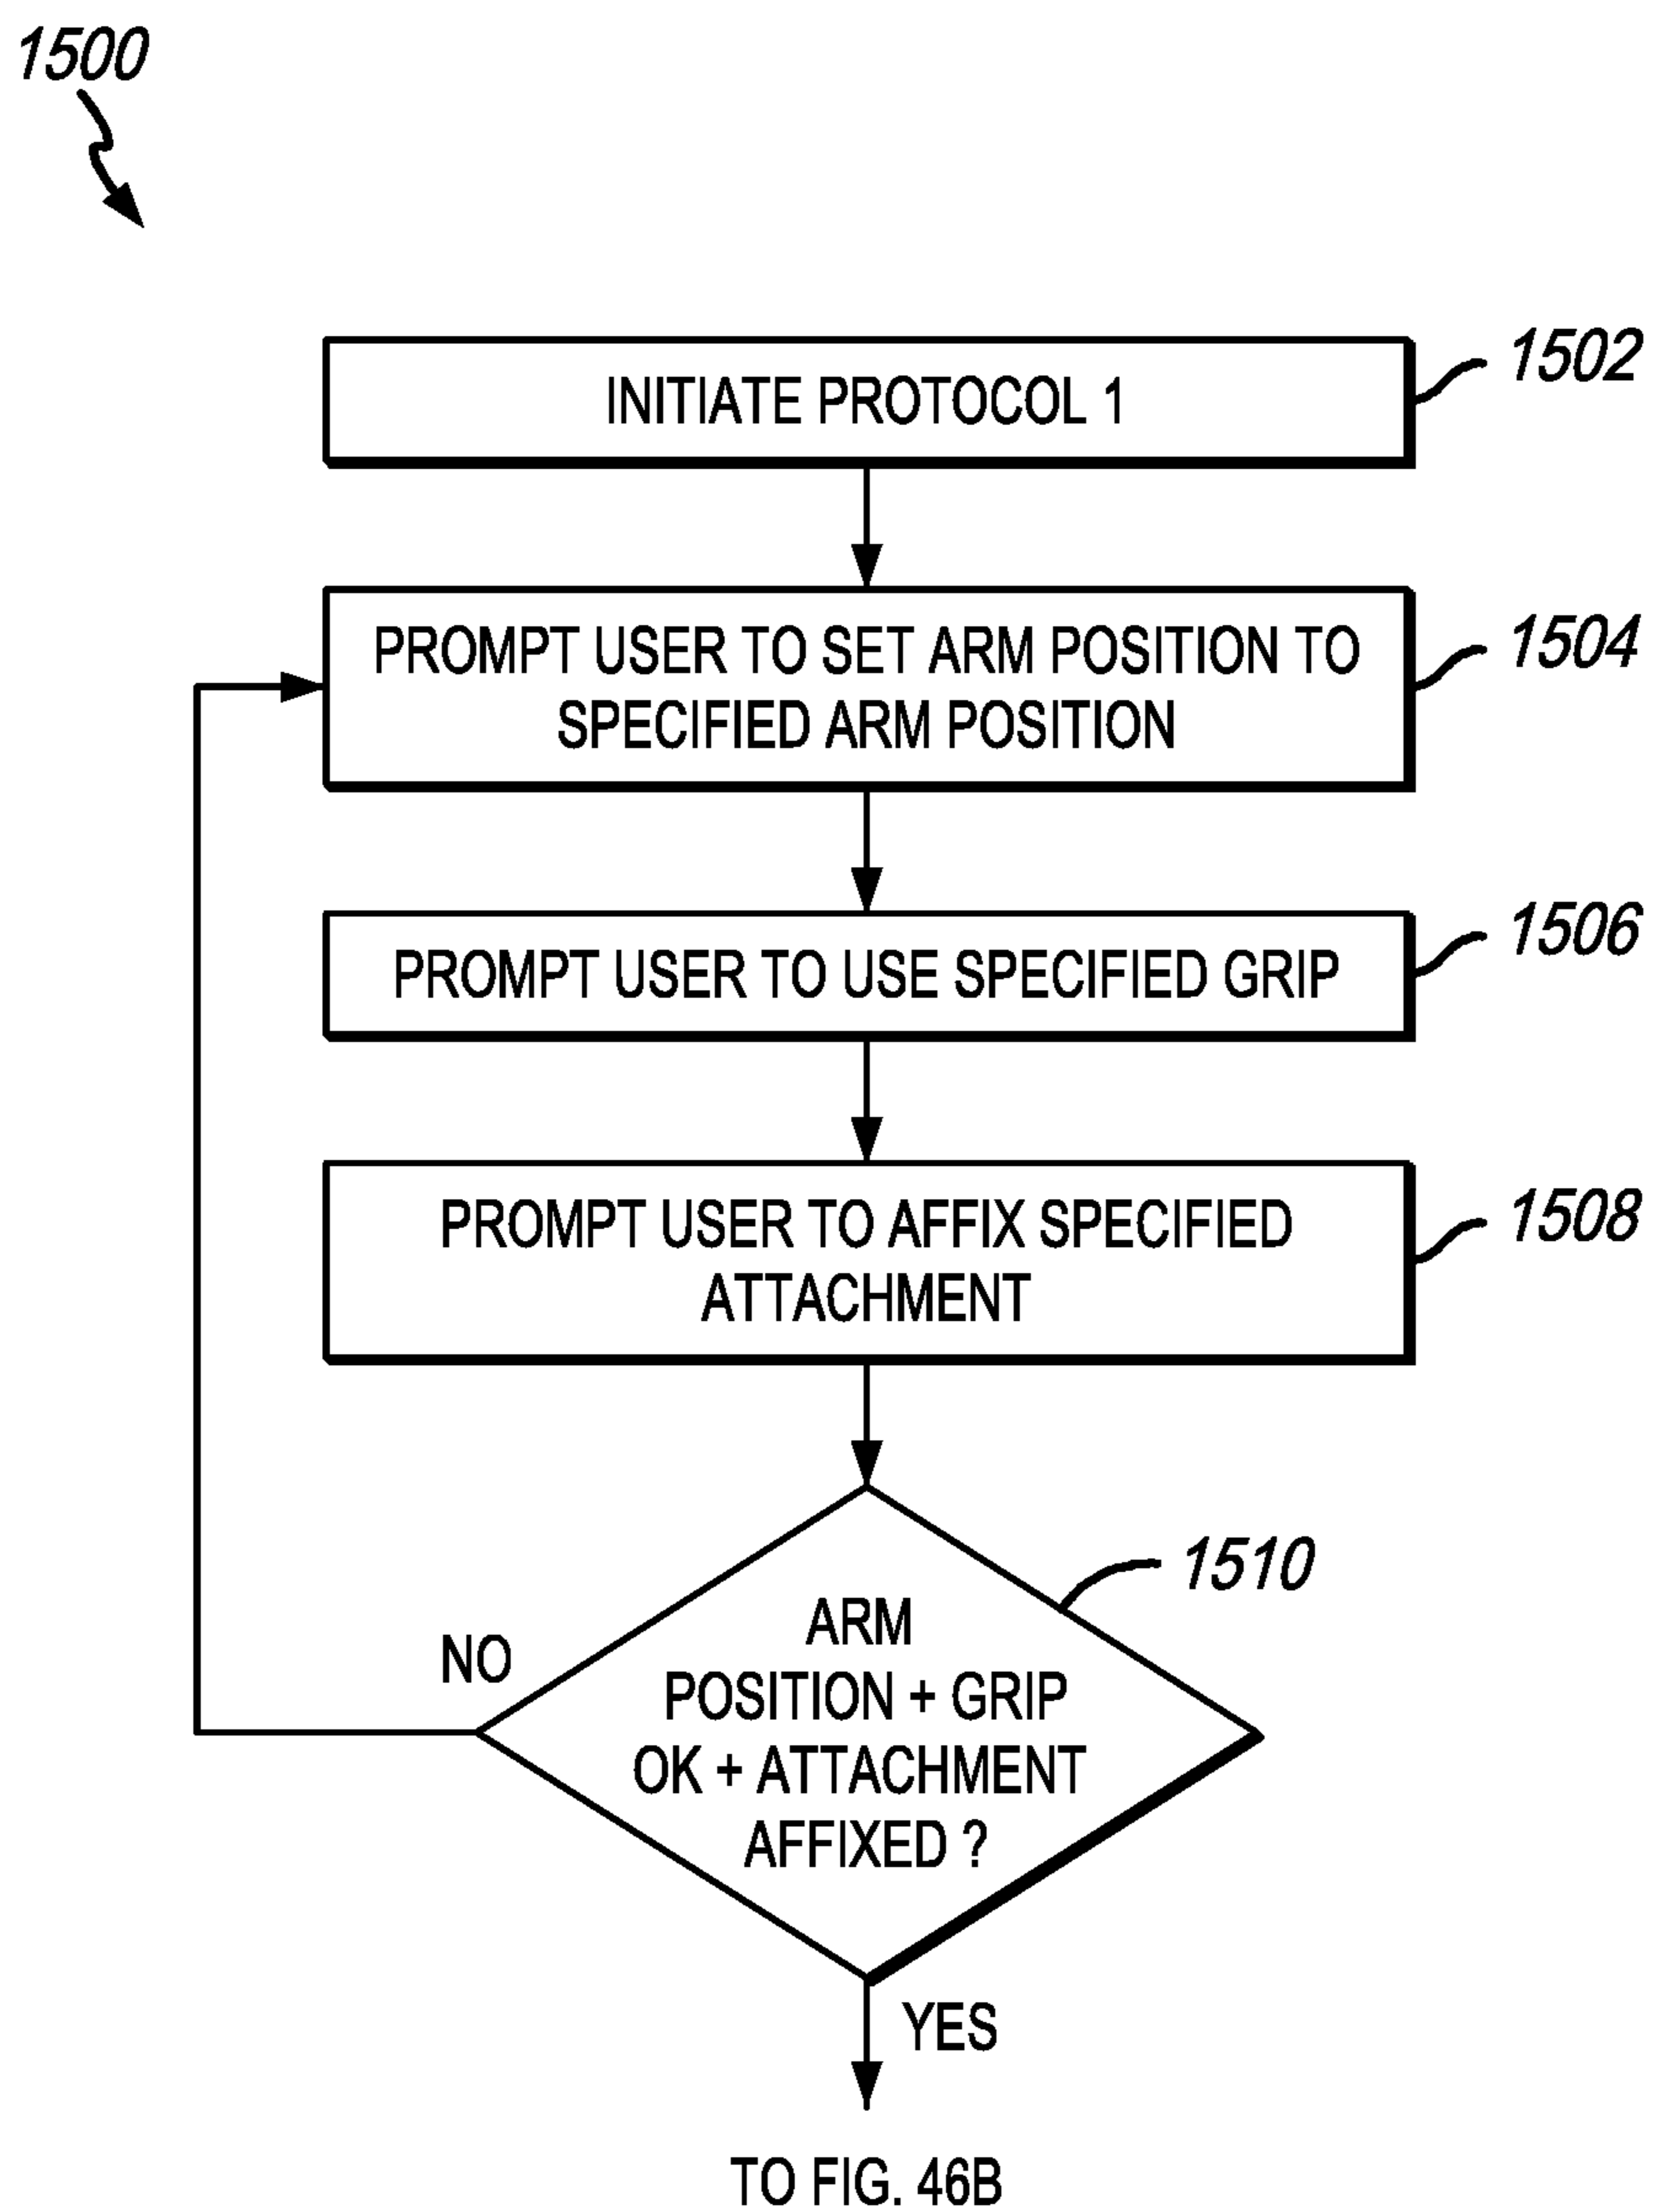 1500
INITIATE PROTOCOL 1
1502
PROMPT USER TO SET ARM POSITION TO
SPECIFIED ARM POSITION
1504
PROMPT USER TO USE SPECIFIED GRIP
1506
PROMPT USER TO AFFIX SPECIFIED
ATTACHMENT
1508
1510
ARM
POSITION + GRIP
OK + ATTACHMENT
AFFIXED ?
NO
YES
TO FIG. 46B